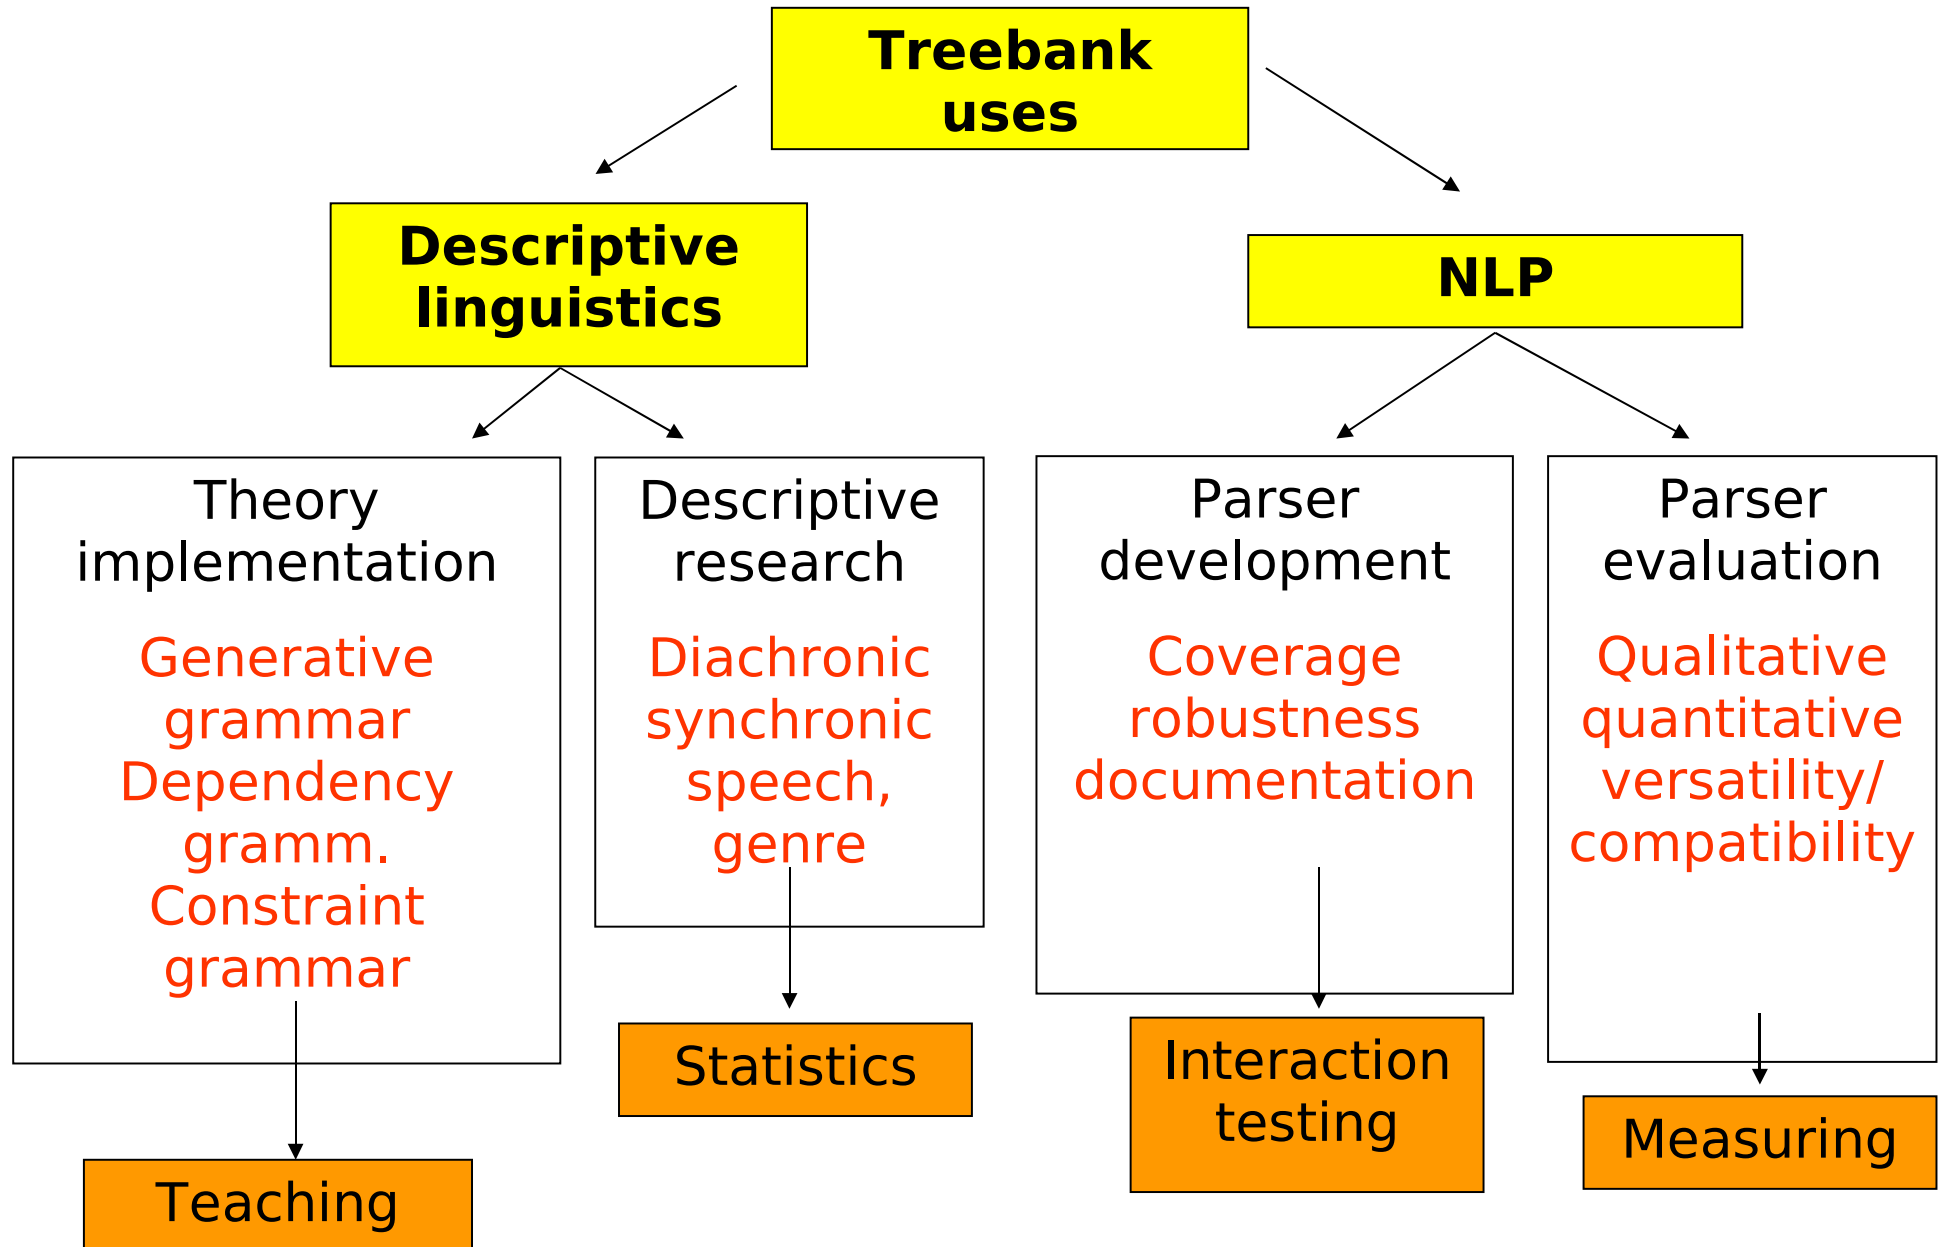 Treebank
uses
Descriptive
linguistics
NLP
Theory
implementation
Generative
grammar
Dependency
gramm.
Constraint
grammar
Descriptive
research
Diachronic
synchronic
speech,
genre
Parser
development
Coverage
robustness
documentation
Parser
evaluation
Qualitative
quantitative
versatility/
compatibility
Teaching
Statistics
Interaction
testing
Measuring